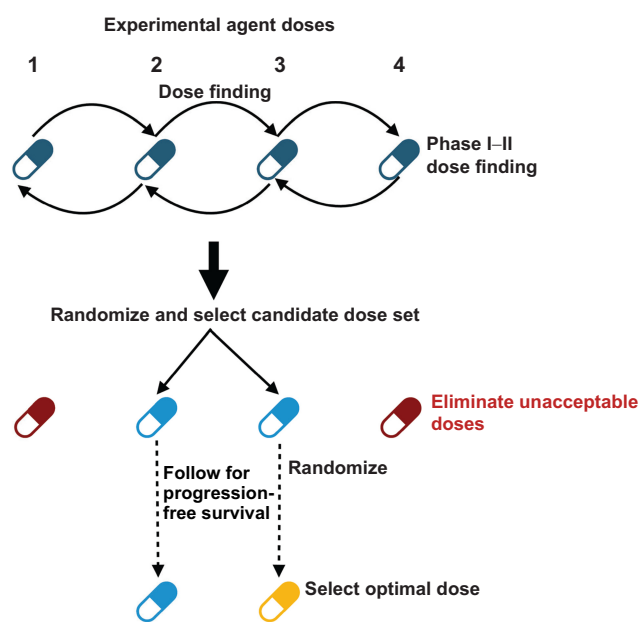 Experimental agent doses
1 2 3 4
Dose finding
Phase I–II
dose finding
Randomize and select candidate dose set
Eliminate unacceptable
doses
Follow for
progression-
free survival
Randomize
Select optimal dose